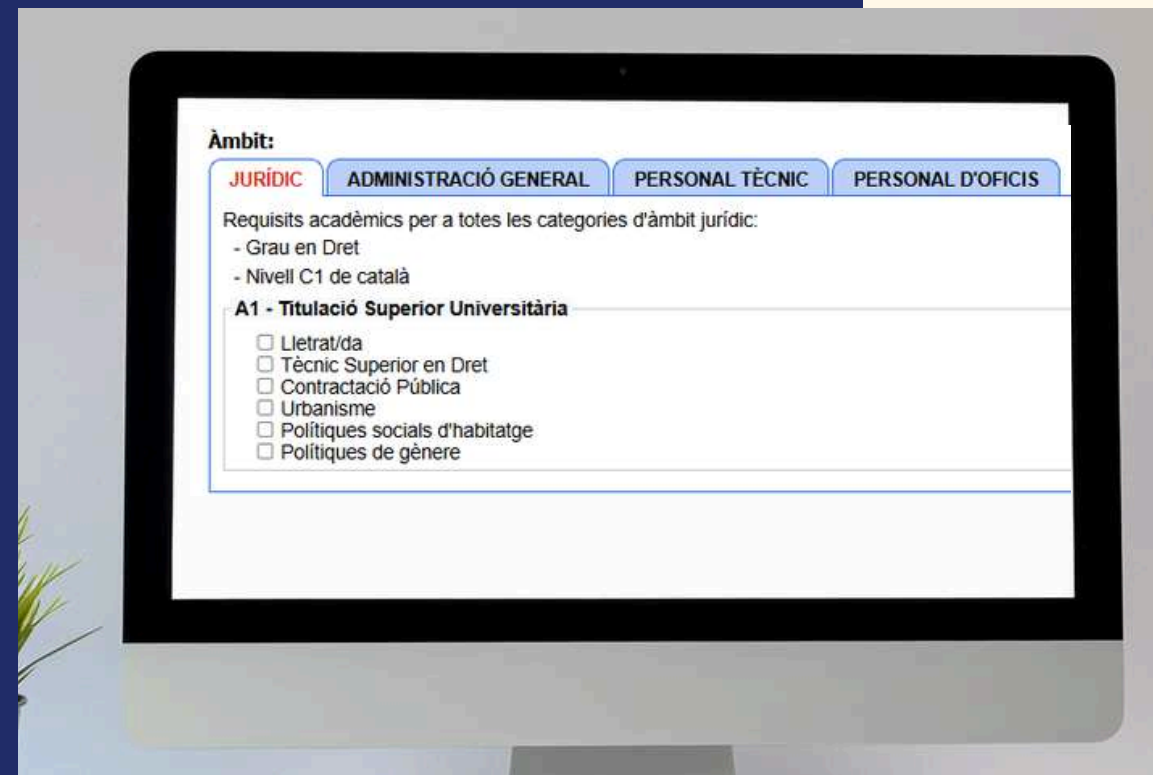 Àmbit:
JURÍDIC ADMINISTRACIÓ GENERAL PERSONAL TÈCNIC PERSONAL D'OFICIS
Requisits acadèmics per a totes les categories d'àmbit jurídic:
- Grau en Dret
- Nivell C1 de català
A1 - Titulació Superior Universitària
Lletrat/da
Tècnic Superior en Dret
Contractació Pública
Urbanisme
Polítiques socials d'habitatge
Polítiques de gènere